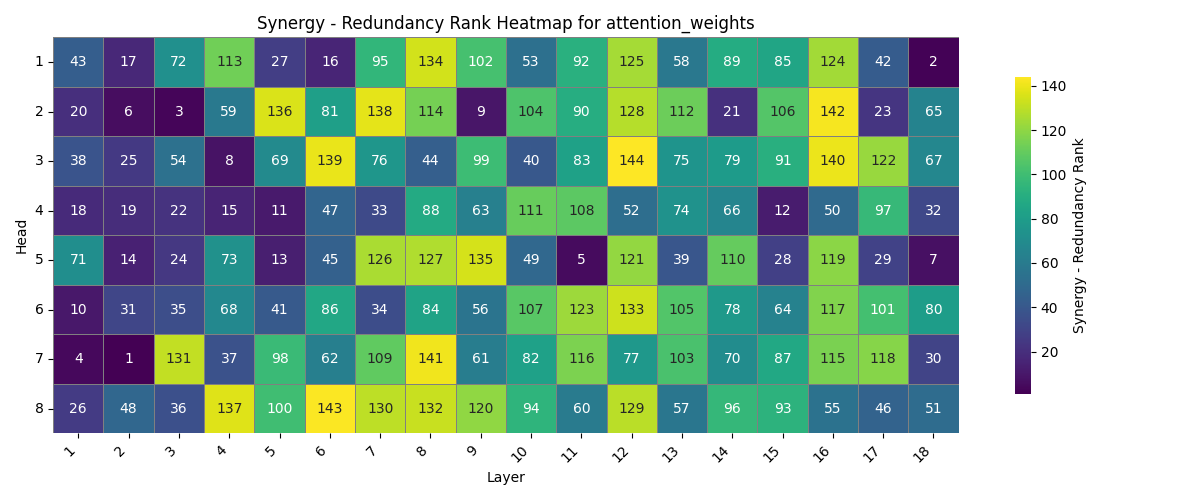 Synergy - Redundancy Rank Heatmap for attention_weights
Head
1 43 17 72 113 27 16 95 134 102 53 92 125 58 89 85 124 42 2
2 20 6 3 59 136 81 138 114 9 104 90 128 112 21 106 142 23 65
3 38 25 54 8 69 139 76 44 99 40 83 144 75 79 91 140 122 67
4 18 19 22 15 11 47 33 88 63 111 108 52 74 66 12 50 97 32
5 71 14 24 73 13 45 126 127 135 49 5 121 39 110 28 119 29 7
6 10 31 35 68 41 86 34 84 56 107 123 133 105 78 64 117 101 80
7 4 1 131 37 98 62 109 141 61 82 116 77 103 70 87 115 118 30
8 26 48 36 137 100 143 130 132 120 94 60 129 57 96 93 55 46 51
1 2 3 4 5 6 7 8 9 10 11 12 13 14 15 16 17 18
Layer
140
120
100
80
60
40
20
Synergy - Redundancy Rank